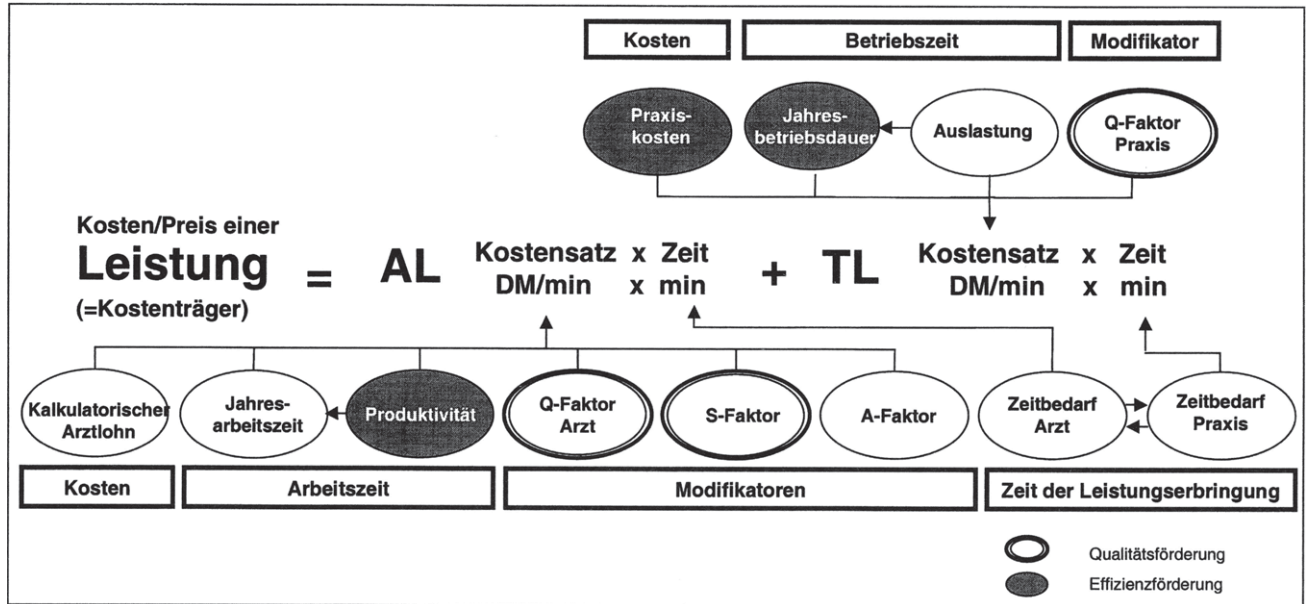 Kosten Betriebszeit Modifikator
Praxis-
kosten
Jahres-
betriebsdauer
Auslastung
Q-Faktor
Praxis
Kosten/Preis einer
Leistung = AL Kostensatz x Zeit + TL Kostensatz x Zeit
DM/min x min DM/min x min
(=Kostenträger)
Kalkulatorischer
Arztlohn
Jahres-
arbeitszeit
Produktivität
Q-Faktor
Arzt
S-Faktor
A-Faktor
Zeitbedarf
Arzt
Zeitbedarf
Praxis
Kosten Arbeitszeit Modifikatoren Zeit der Leistungserbringung
Qualitätsförderung
Effizienzförderung